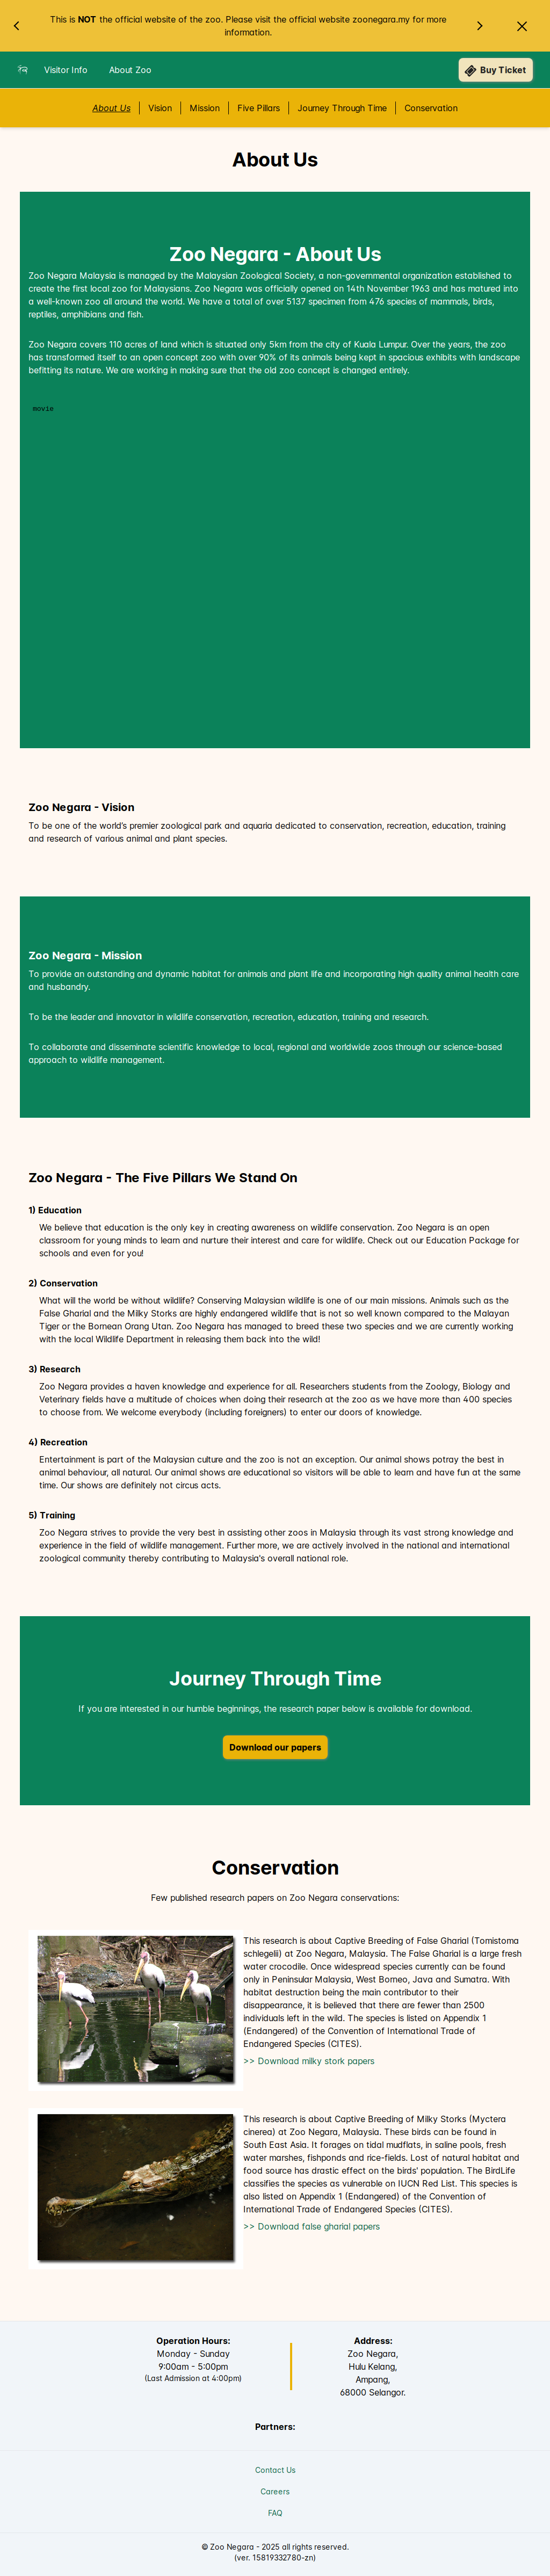 This is NOT the official website of the zoo. Please visit the official website zoonegara.my for more
information.
Visitor Info
About Zoo
Buy Ticket
About Us
Vision
Mission
Five Pillars
Journey Through Time
Conservation
About Us
Zoo Negara - About Us
Zoo Negara Malaysia is managed by the Malaysian Zoological Society, a non-governmental organization established to
create the first local zoo for Malaysians. Zoo Negara was officially opened on 14th November 1963 and has matured into
a well-known zoo all around the world. We have a total of over 5137 specimen from 476 species of mammals, birds,
reptiles, amphibians and fish.
Zoo Negara covers 110 acres of land which is situated only 5km from the city of Kuala Lumpur. Over the years, the zoo
has transformed itself to an open concept zoo with over 90% of its animals being kept in spacious exhibits with landscape
befitting its nature. We are working in making sure that the old zoo concept is changed entirely.
movie
Zoo Negara - Vision
To be one of the world's premier zoological park and aquaria dedicated to conservation, recreation, education, training
and research of various animal and plant species.
Zoo Negara - Mission
To provide an outstanding and dynamic habitat for animals and plant life and incorporating high quality animal health care
and husbandry.
To be the leader and innovator in wildlife conservation, recreation, education, training and research.
To collaborate and disseminate scientific knowledge to local, regional and worldwide zoos through our science-based
approach to wildlife management.
Zoo Negara - The Five Pillars We Stand On
1) Education
We believe that education is the only key in creating awareness on wildlife conservation. Zoo Negara is an open
classroom for young minds to learn and nurture their interest and care for wildlife. Check out our Education Package for
schools and even for you!
2) Conservation
What will the world be without wildlife? Conserving Malaysian wildlife is one of our main missions. Animals such as the
False Gharial and the Milky Storks are highly endangered wildlife that is not so well known compared to the Malayan
Tiger or the Bornean Orang Utan. Zoo Negara has managed to breed these two species and we are currently working
with the local Wildlife Department in releasing them back into the wild!
3) Research
Zoo Negara provides a haven knowledge and experience for all. Researchers students from the Zoology, Biology and
Veterinary fields have a multitude of choices when doing their research at the zoo as we have more than 400 species
to choose from. We welcome everybody (including foreigners) to enter our doors of knowledge.
4) Recreation
Entertainment is part of the Malaysian culture and the zoo is not an exception. Our animal shows potray the best in
animal behaviour, all natural. Our animal shows are educational so visitors will be able to learn and have fun at the same
time. Our shows are definitely not circus acts.
5) Training
Zoo Negara strives to provide the very best in assisting other zoos in Malaysia through its vast strong knowledge and
experience in the field of wildlife management. Further more, we are actively involved in the national and international
zoological community thereby contributing to Malaysia's overall national role.
Journey Through Time
If you are interested in our humble beginnings, the research paper below is available for download.
Download our papers
Conservation
Few published research papers on Zoo Negara conservations:
This research is about Captive Breeding of False Gharial (Tomistoma
schlegelii) at Zoo Negara, Malaysia. The False Gharial is a large fresh
water crocodile. Once widespread species currently can be found
only in Peninsular Malaysia, West Borneo, Java and Sumatra. With
habitat destruction being the main contributor to their
disappearance, it is believed that there are fewer than 2500
individuals left in the wild. The species is listed on Appendix 1
(Endangered) of the Convention of International Trade of
Endangered Species (CITES).
>> Download milky stork papers
This research is about Captive Breeding of Milky Storks (Myctera
cinerea) at Zoo Negara, Malaysia. These birds can be found in
South East Asia. It forages on tidal mudflats, in saline pools, fresh
water marshes, fishponds and rice-fields. Lost of natural habitat and
food source has drastic effect on the birds' population. The BirdLife
classifies the species as vulnerable on IUCN Red List. This species is
also listed on Appendix 1 (Endangered) of the Convention of
International Trade of Endangered Species (CITES).
>> Download false gharial papers
Operation Hours:
Monday - Sunday
9:00am - 5:00pm
(Last Admission at 4:00pm)
Address:
Zoo Negara,
Hulu Kelang,
Ampang,
68000 Selangor.
Partners:
Contact Us
Careers
FAQ
© Zoo Negara - 2025 all rights reserved.
(ver. 15819332780-zn)